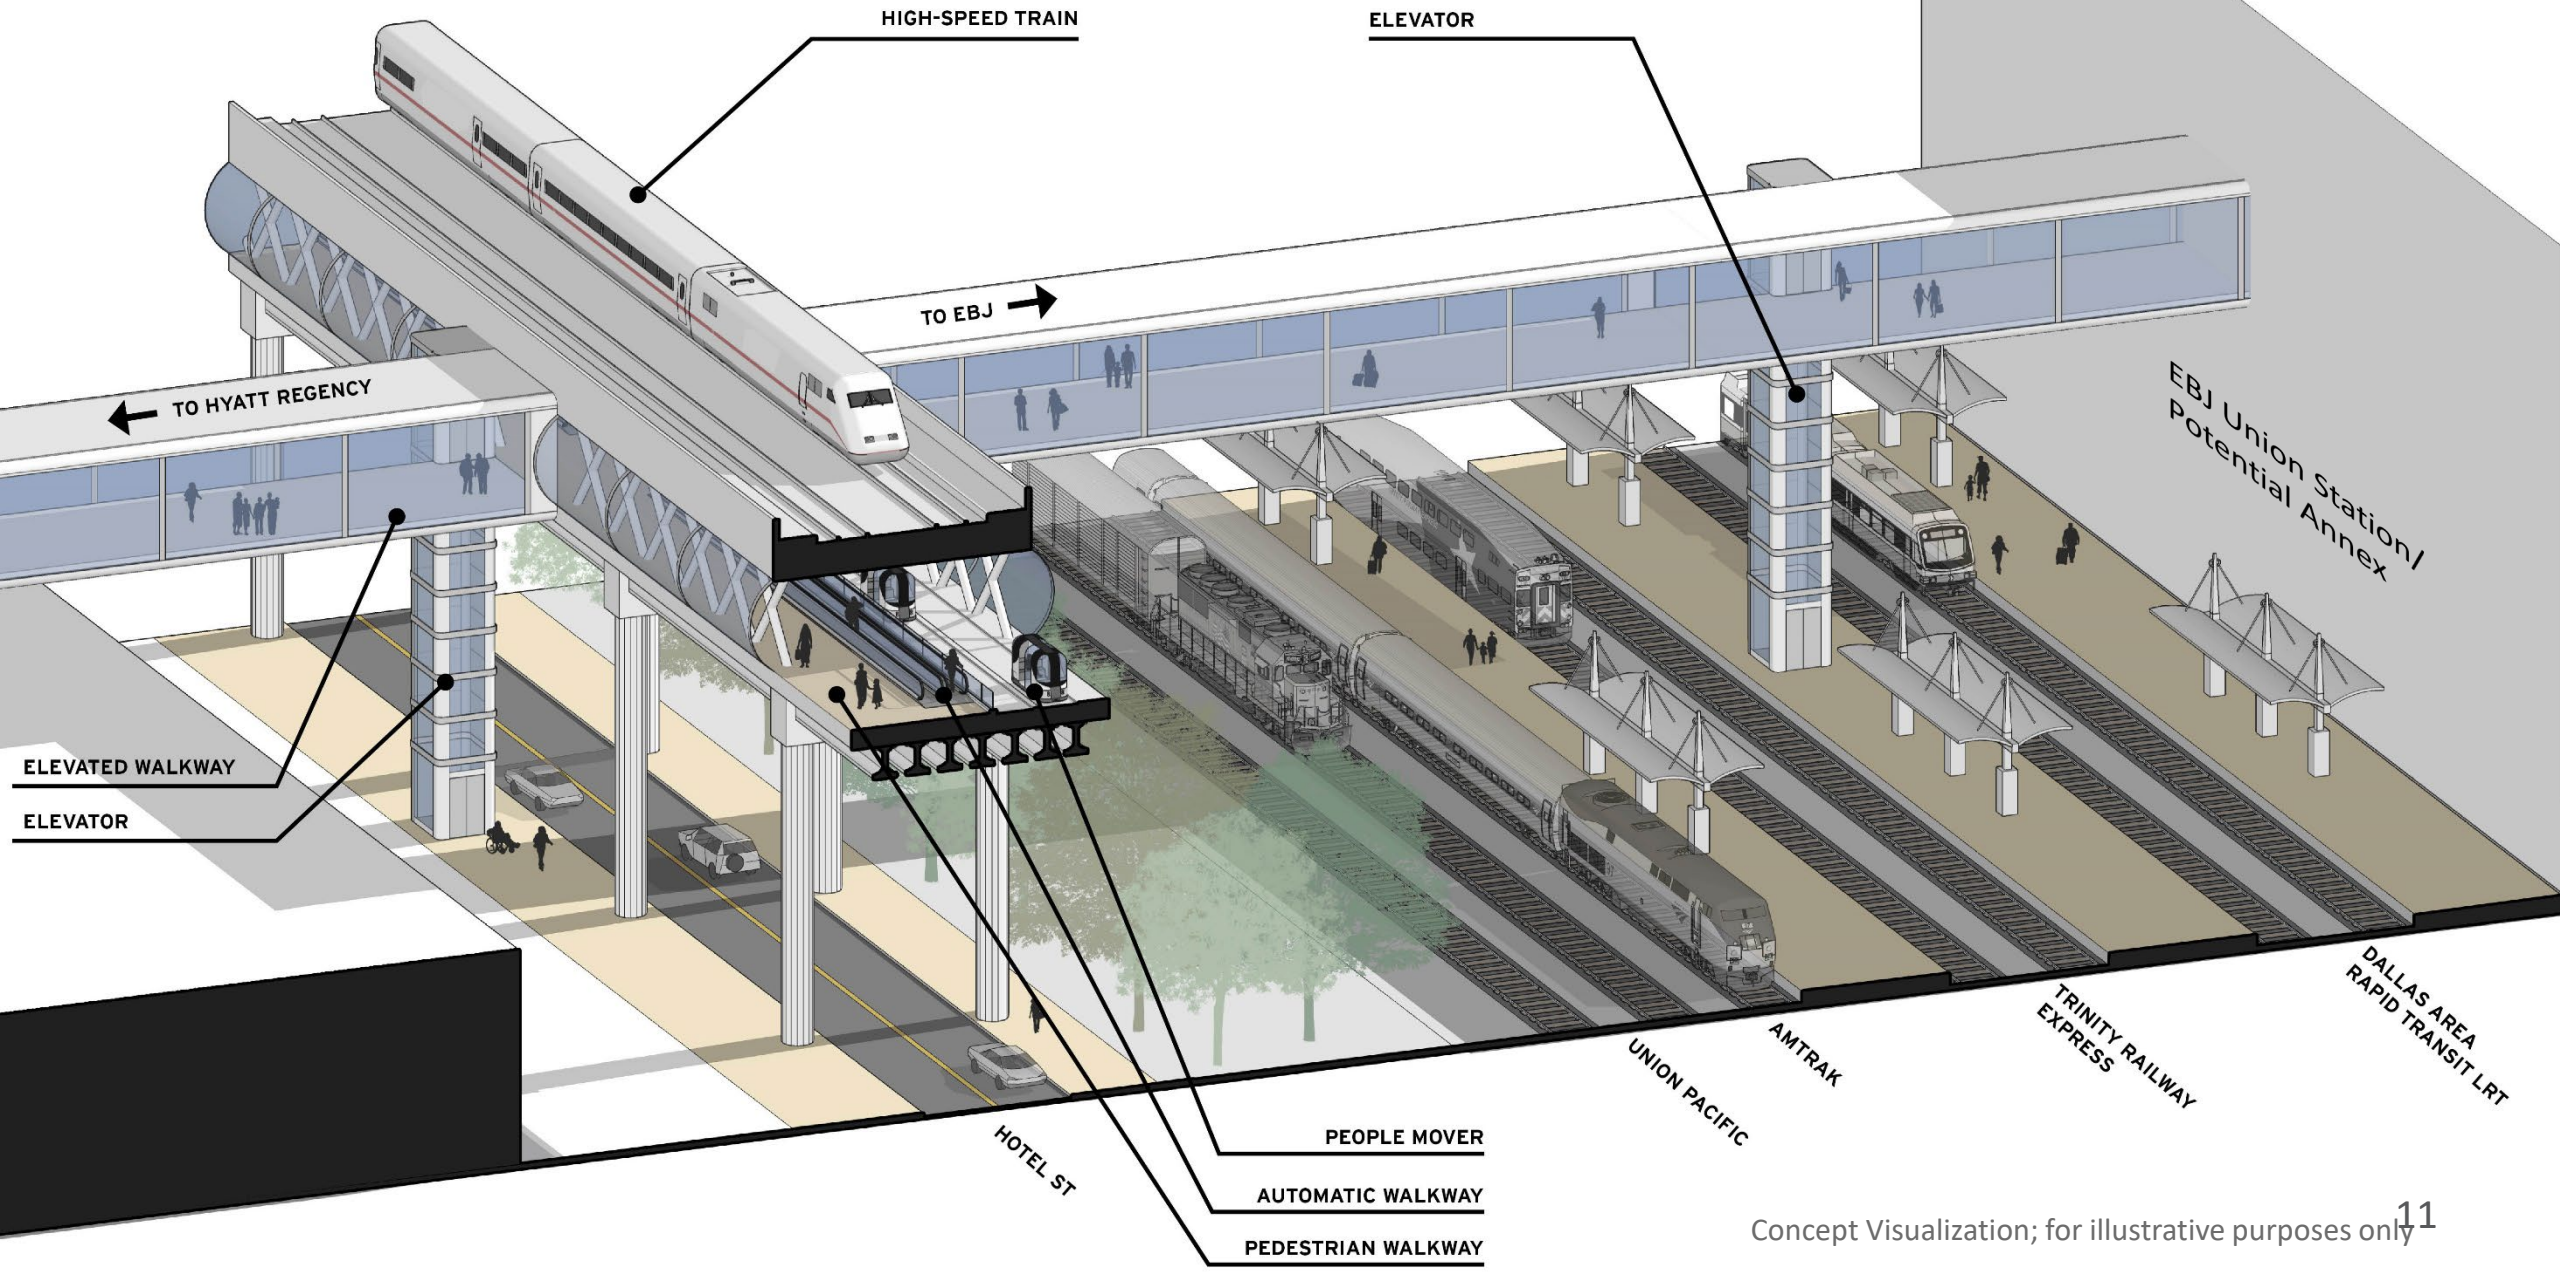 HIGH-SPEED TRAIN
ELEVATOR
TO EBJ
TO HYATT REGENCY
EBJ Union Station/
Potential Annex
ELEVATED WALKWAY
ELEVATOR
DALLAS AREA
RAPID TRANSIT LRT
TRINITY RAILWAY
EXPRESS
AMTRAK
UNION PACIFIC
HOTEL ST
PEOPLE MOVER
AUTOMATIC WALKWAY
PEDESTRIAN WALKWAY
Concept Visualization; for illustrative purposes only
11